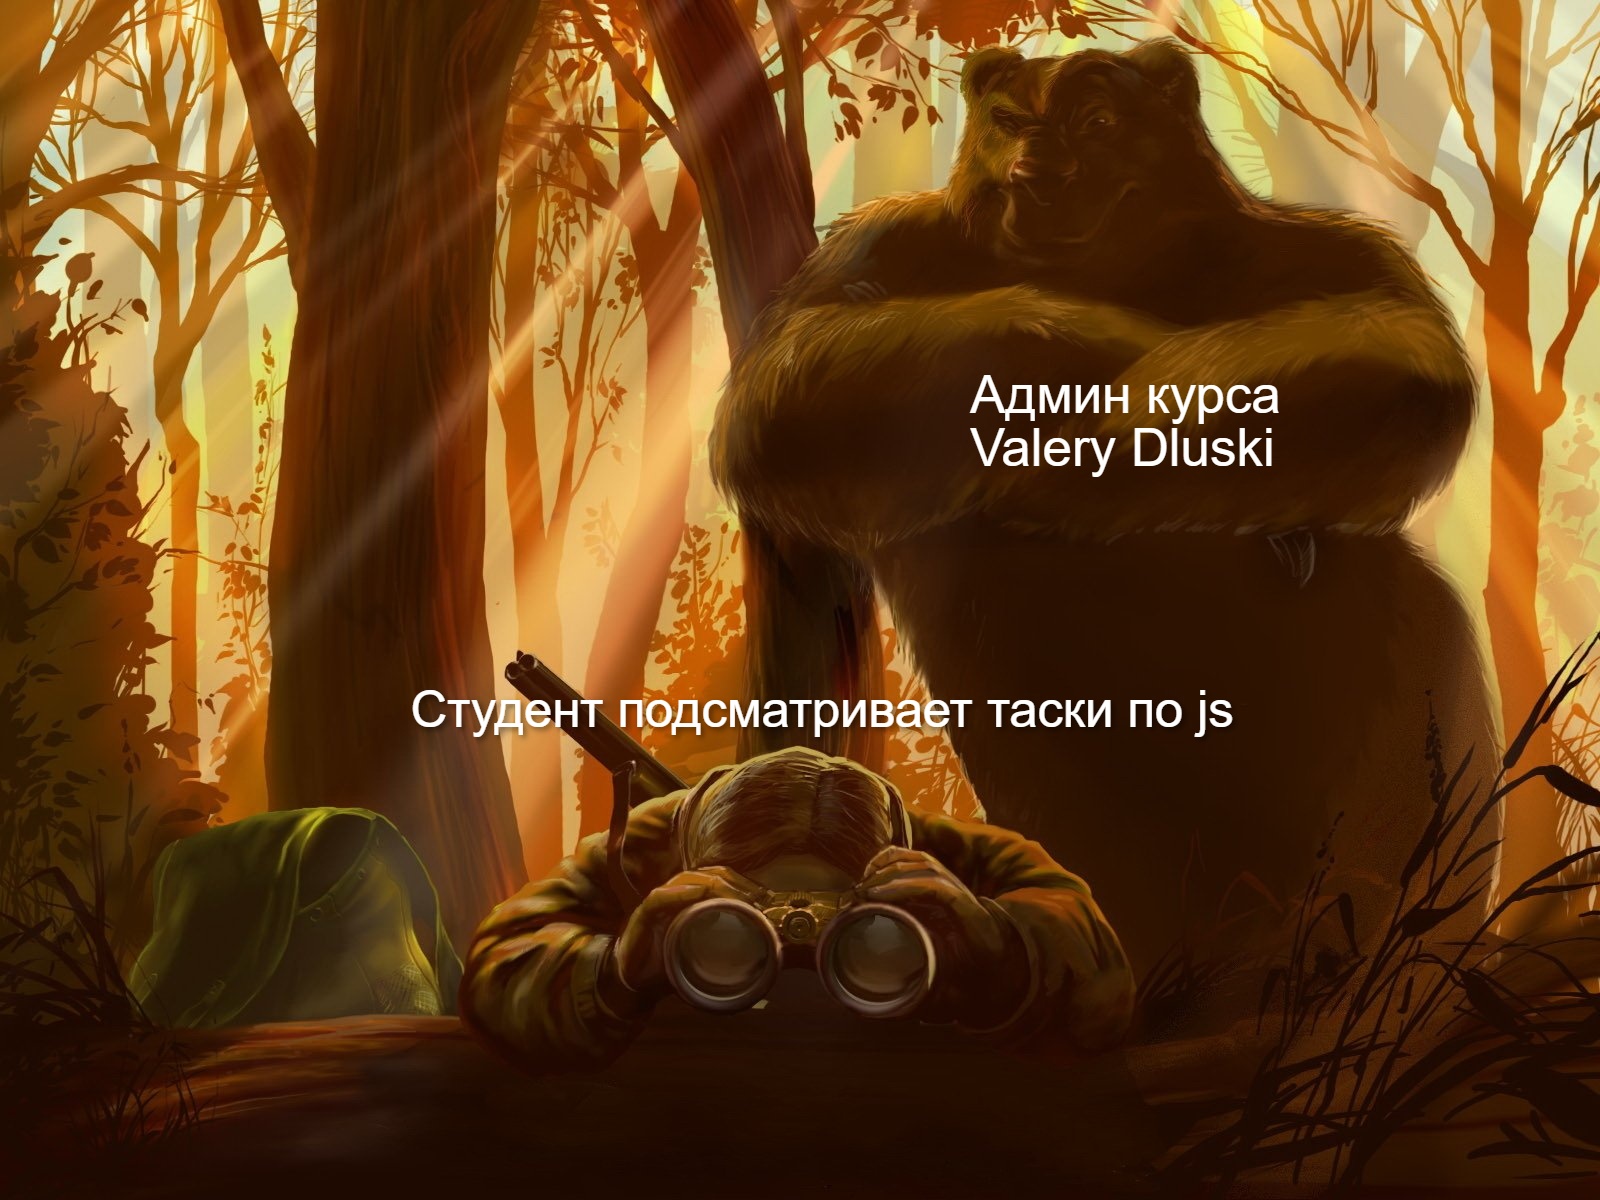 Админ курса
Valery Dluski
Студент подсматривает таски по js